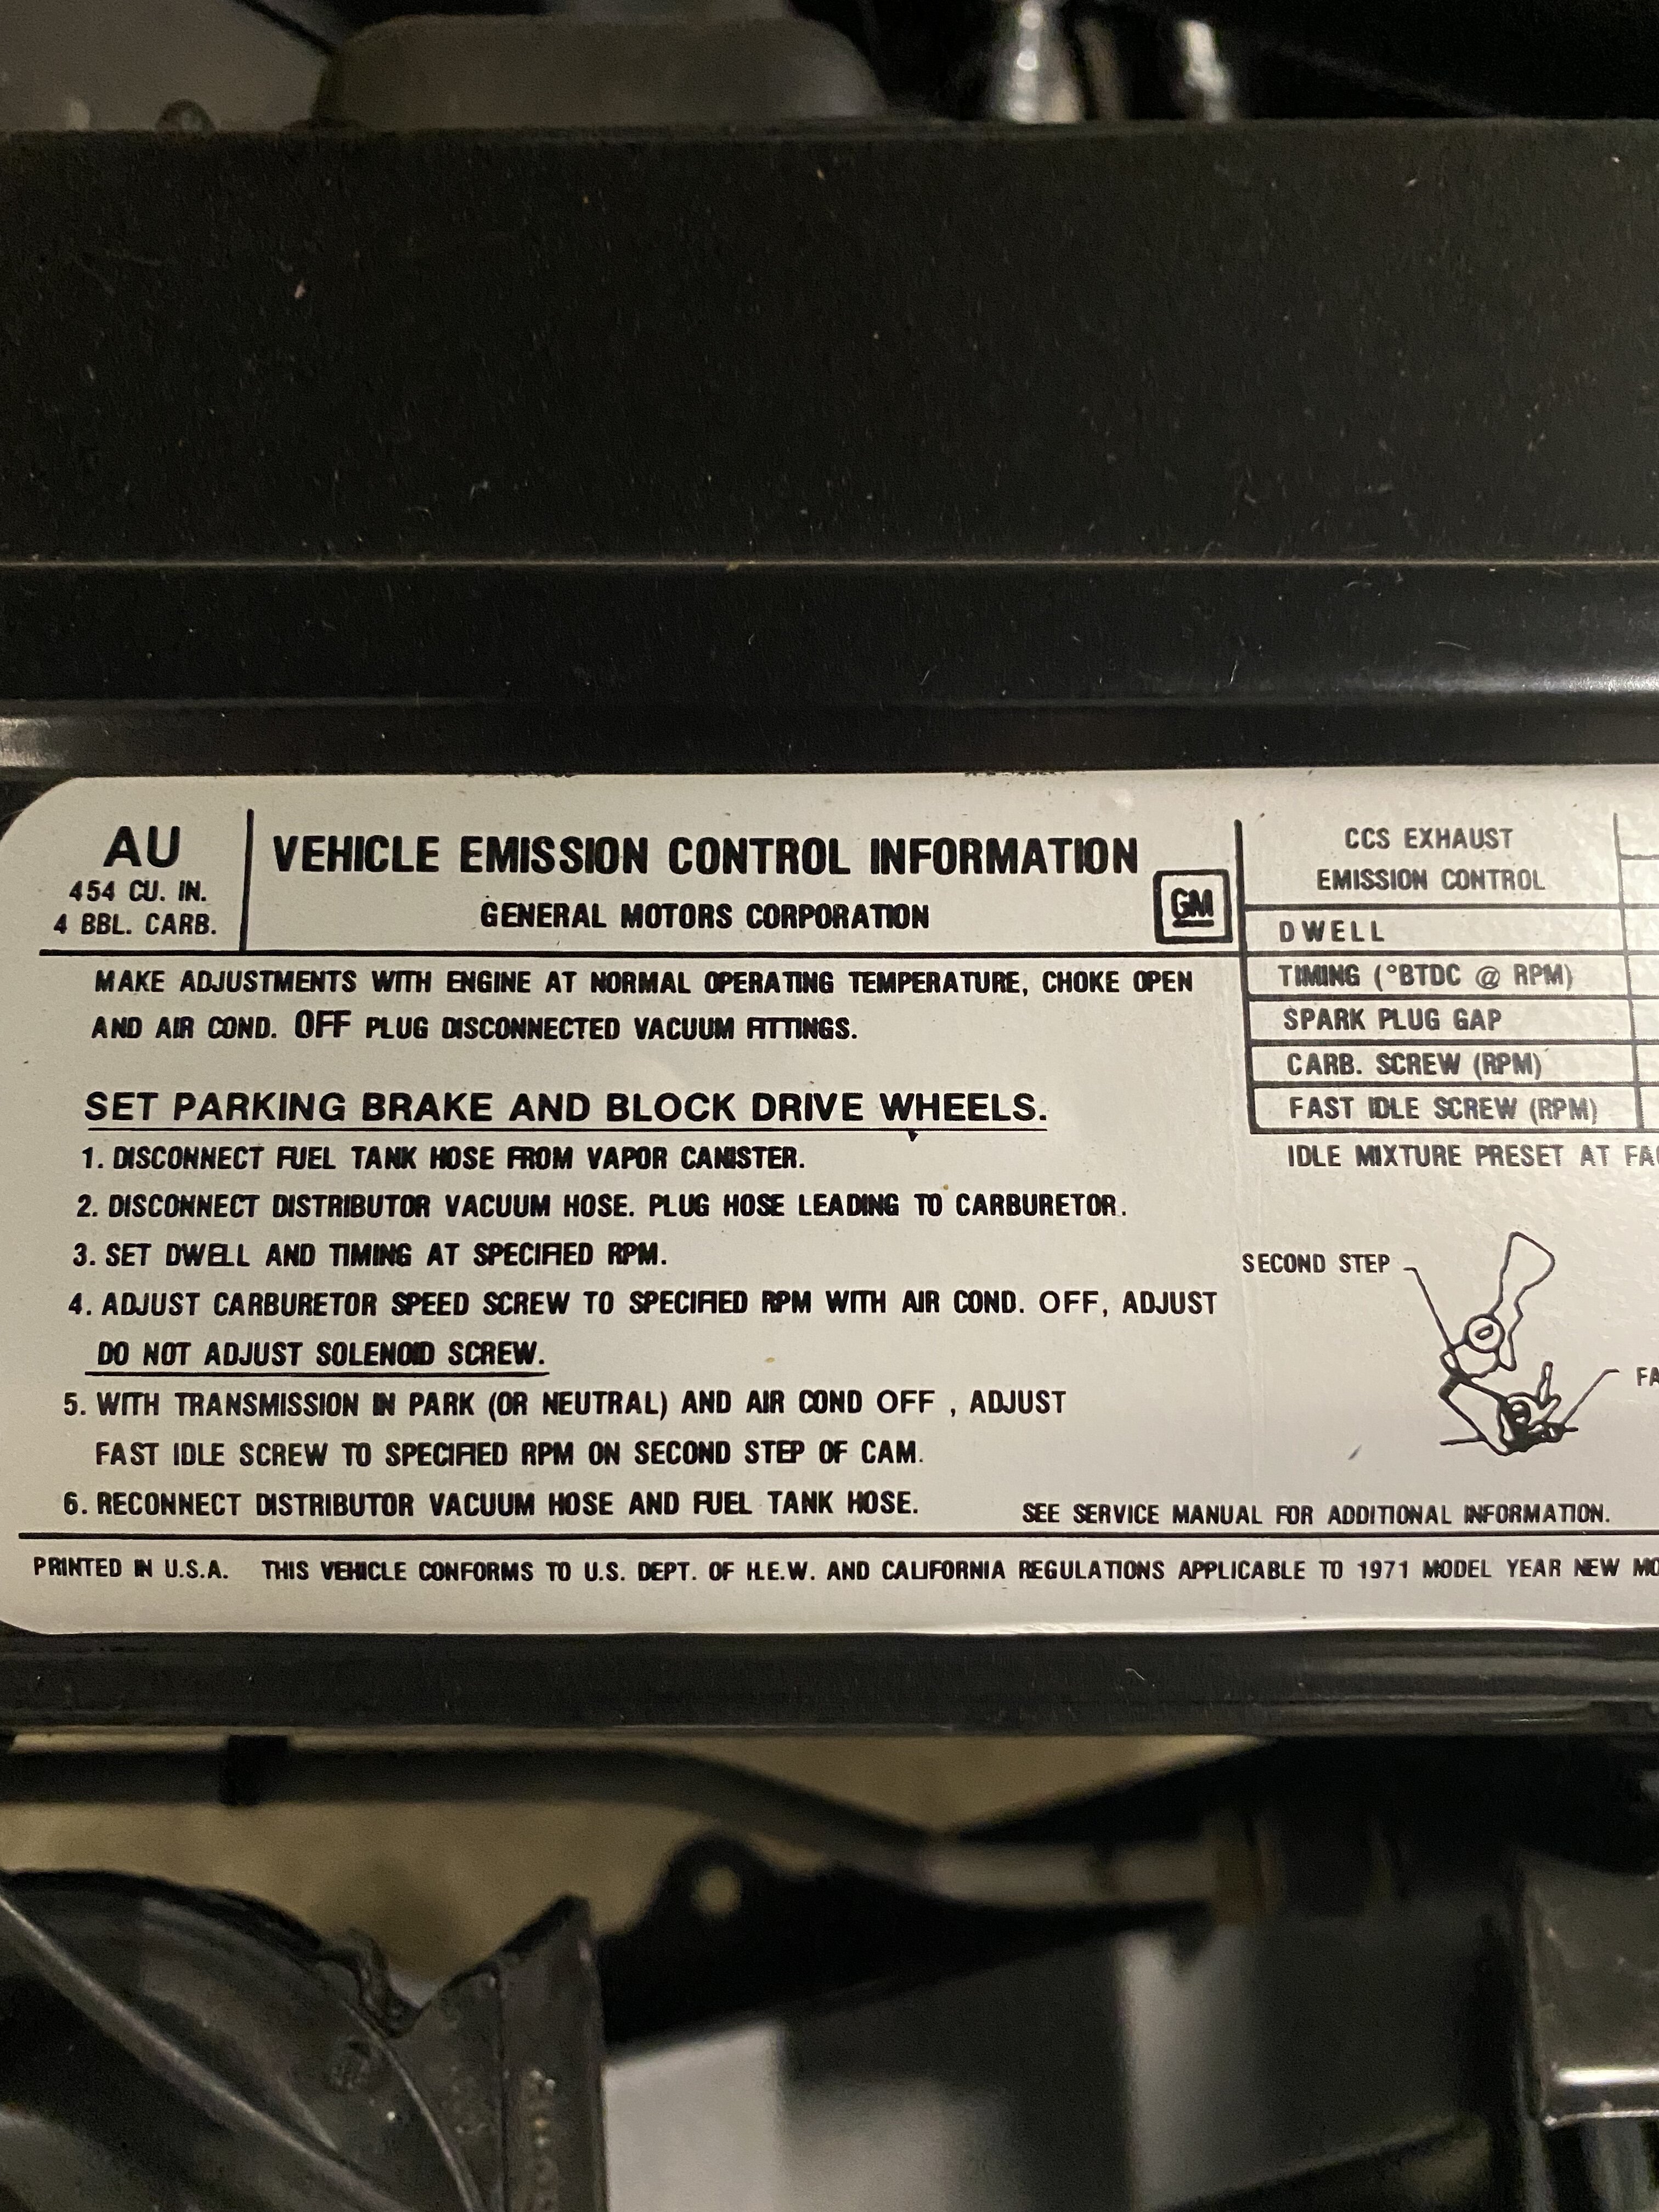 AU
454 CU. IN.
4 BBL. CARB.
VEHICLE EMISSION CONTROL INFORMATION
GENERAL MOTORS CORPORATION
GM
MAKE ADJUSTMENTS WITH ENGINE AT NORMAL OPERATING TEMPERATURE, CHOKE OPEN
AND AIR COND. OFF PLUG DISCONNECTED VACUUM FITTINGS.
SET PARKING BRAKE AND BLOCK DRIVE WHEELS.
1. DISCONNECT FUEL TANK HOSE FROM VAPOR CANISTER.
2. DISCONNECT DISTRIBUTOR VACUUM HOSE. PLUG HOSE LEADING TO CARBURETOR.
3. SET DWELL AND TIMING AT SPECIFIED RPM.
4. ADJUST CARBURETOR SPEED SCREW TO SPECIFIED RPM WITH AIR COND. OFF, ADJUST
DO NOT ADJUST SOLENOID SCREW.
5. WITH TRANSMISSION IN PARK (OR NEUTRAL) AND AIR COND OFF , ADJUST
FAST IDLE SCREW TO SPECIFIED RPM ON SECOND STEP OF CAM.
6. RECONNECT DISTRIBUTOR VACUUM HOSE AND FUEL TANK HOSE.
CCS EXHAUST
EMISSION CONTROL
DWELL
TIMING (°BTDC @ RPM)
SPARK PLUG GAP
CARB. SCREW (RPM)
FAST IDLE SCREW (RPM)
IDLE MIXTURE PRESET AT FA
SECOND STEP
FA
SEE SERVICE MANUAL FOR ADDITIONAL INFORMATION.
PRINTED IN U.S.A. THIS VEHICLE CONFORMS TO U.S. DEPT. OF H.E.W. AND CALIFORNIA REGULATIONS APPLICABLE TO 1971 MODEL YEAR NEW MO